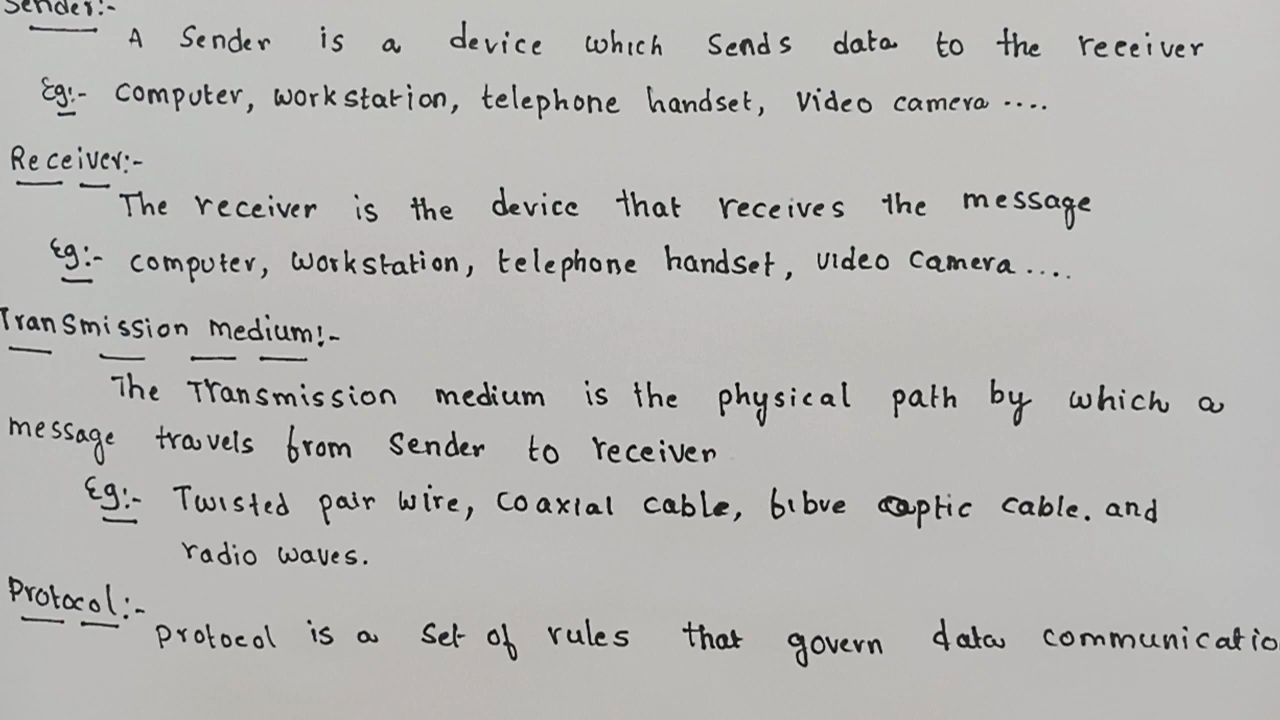 Sender:-
A Sender is a device which Sends data to the receiver
Eg:- computer, workstation, telephone handset, Video camera ....
Receiver:-
The receiver is the device that receives the message
Eg:- computer, workstation, telephone handset, video camera ....
Transmission medium:-
The Transmission medium is the physical path by which a
message travels from Sender to receiver
Eg:- Twisted pair wire, coaxial cable, fibve optic cable. and
radio waves.
Protocol:-
Protocol is a set of rules that govern data communicatio